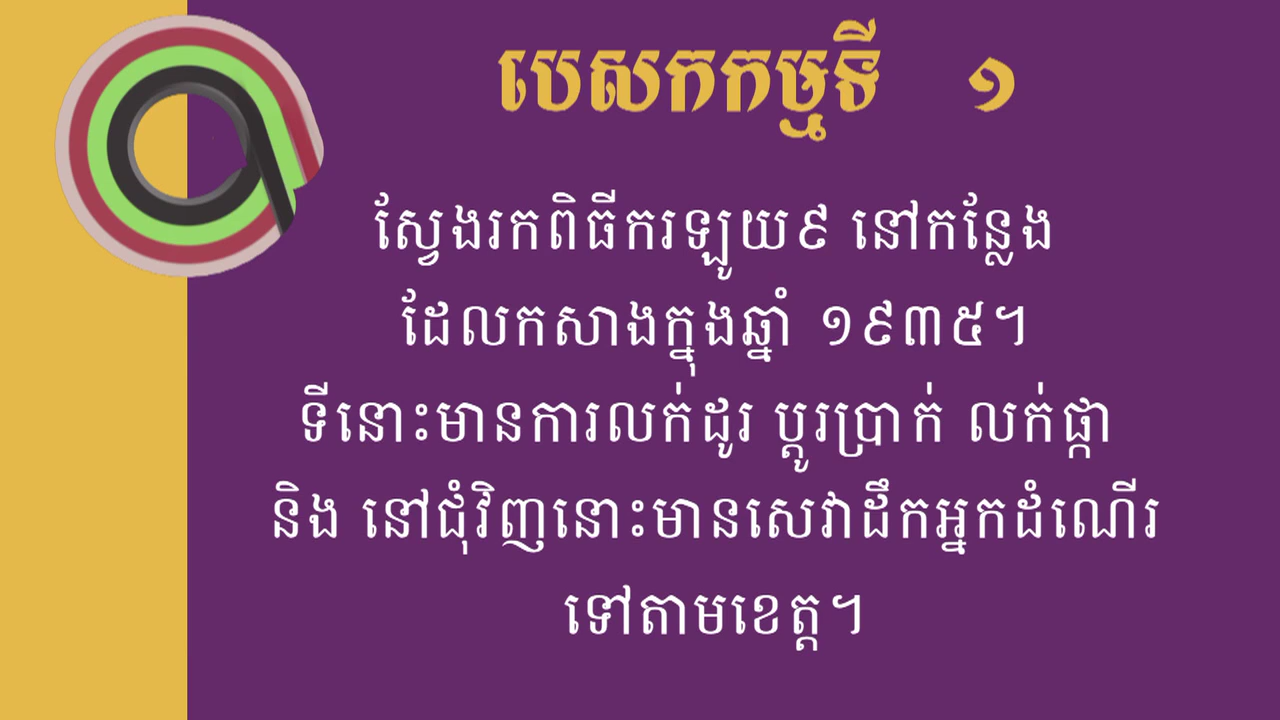 បេសកកម្មទី ១
ស្វែងរកពិធីករឡូយ៩ នៅកន្លែង
ដែលកសាងក្នុងឆ្នាំ ១៩៣៥។
ទីនោះមានការលក់ដូរ ប្តូរប្រាក់ លក់ផ្កា
និង នៅជុំវិញនោះមានសេវាដឹកអ្នកដំណើរ
ទៅតាមខេត្ត។